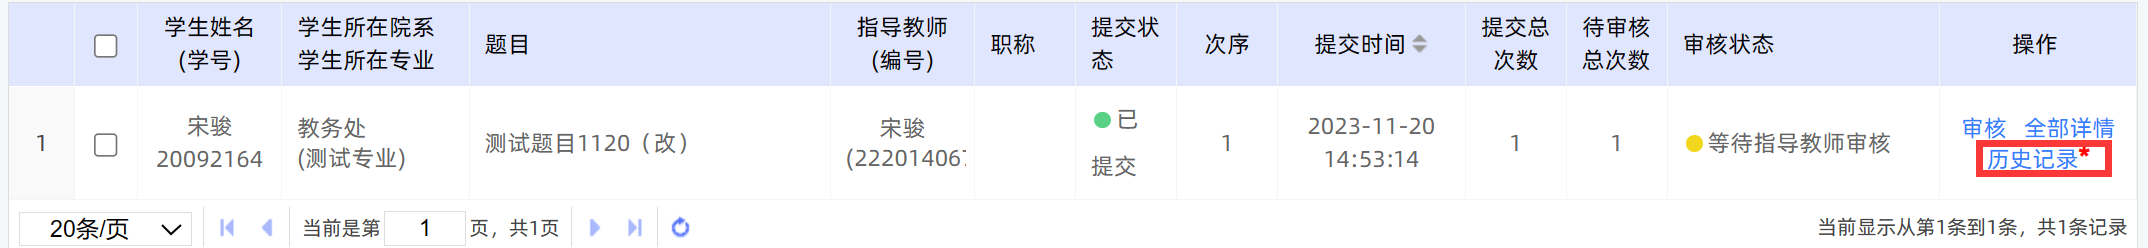 学生姓名
(学号)
学生所在院系
学生所在专业
题目
指导教师
(编号)
职称
提交状
态
次序
提交时间
提交总
次数
待审核
总次数
审核状态
操作
1
宋骏
20092164
教务处
(测试专业)
测试题目1120（改）
宋骏
(222014067
已
提交
1
2023-11-20
14:53:14
1
1
等待指导教师审核
审核 全部详情
历史记录*
20条/页
当前是第 1 页，共1页
当前显示从第1条到1条，共1条记录